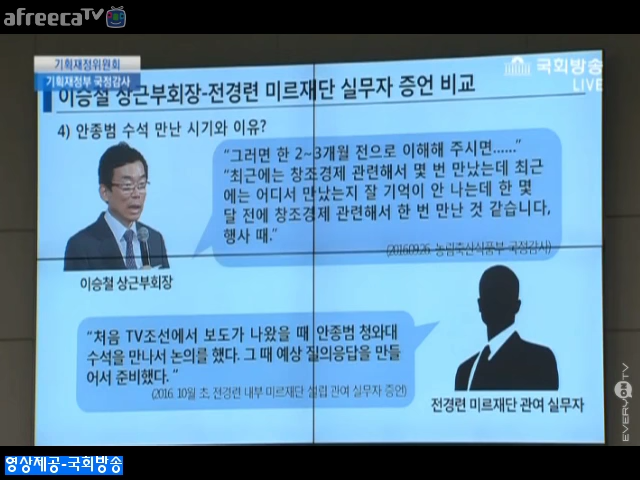 afreecaTV
기획재정위원회
기획재정부 국정감사
국회방송
LIVE
이승철 상근부회장-전경련 미르재단 실무자 증언 비교
4) 안종범 수석 만난 시기와 이유?
“그러면 한 2~3개월 전으로 이해해 주시면……”
“최근에는 창조경제 관련해서 몇 번 만났는데 최근
에는 어디서 만났는지 잘 기억이 안 나는데 한 몇
달 전에 창조경제 관련해서 한 번 만난 것 같습니다,
행사 때.”
(2016.09.26. 농림축산식품부 국정감사)
이승철 상근부회장
“처음 TV조선에서 보도가 나왔을 때 안종범 청와대
수석을 만나서 논의를 했다. 그 때 예상 질의응답을 만들
어서 준비했다. “
(2016. 10월 초, 전경련 내부 미르재단 설립 관여 실무자 증언)
전경련 미르재단 관여 실무자
EVERYON TV
영상제공-국회방송